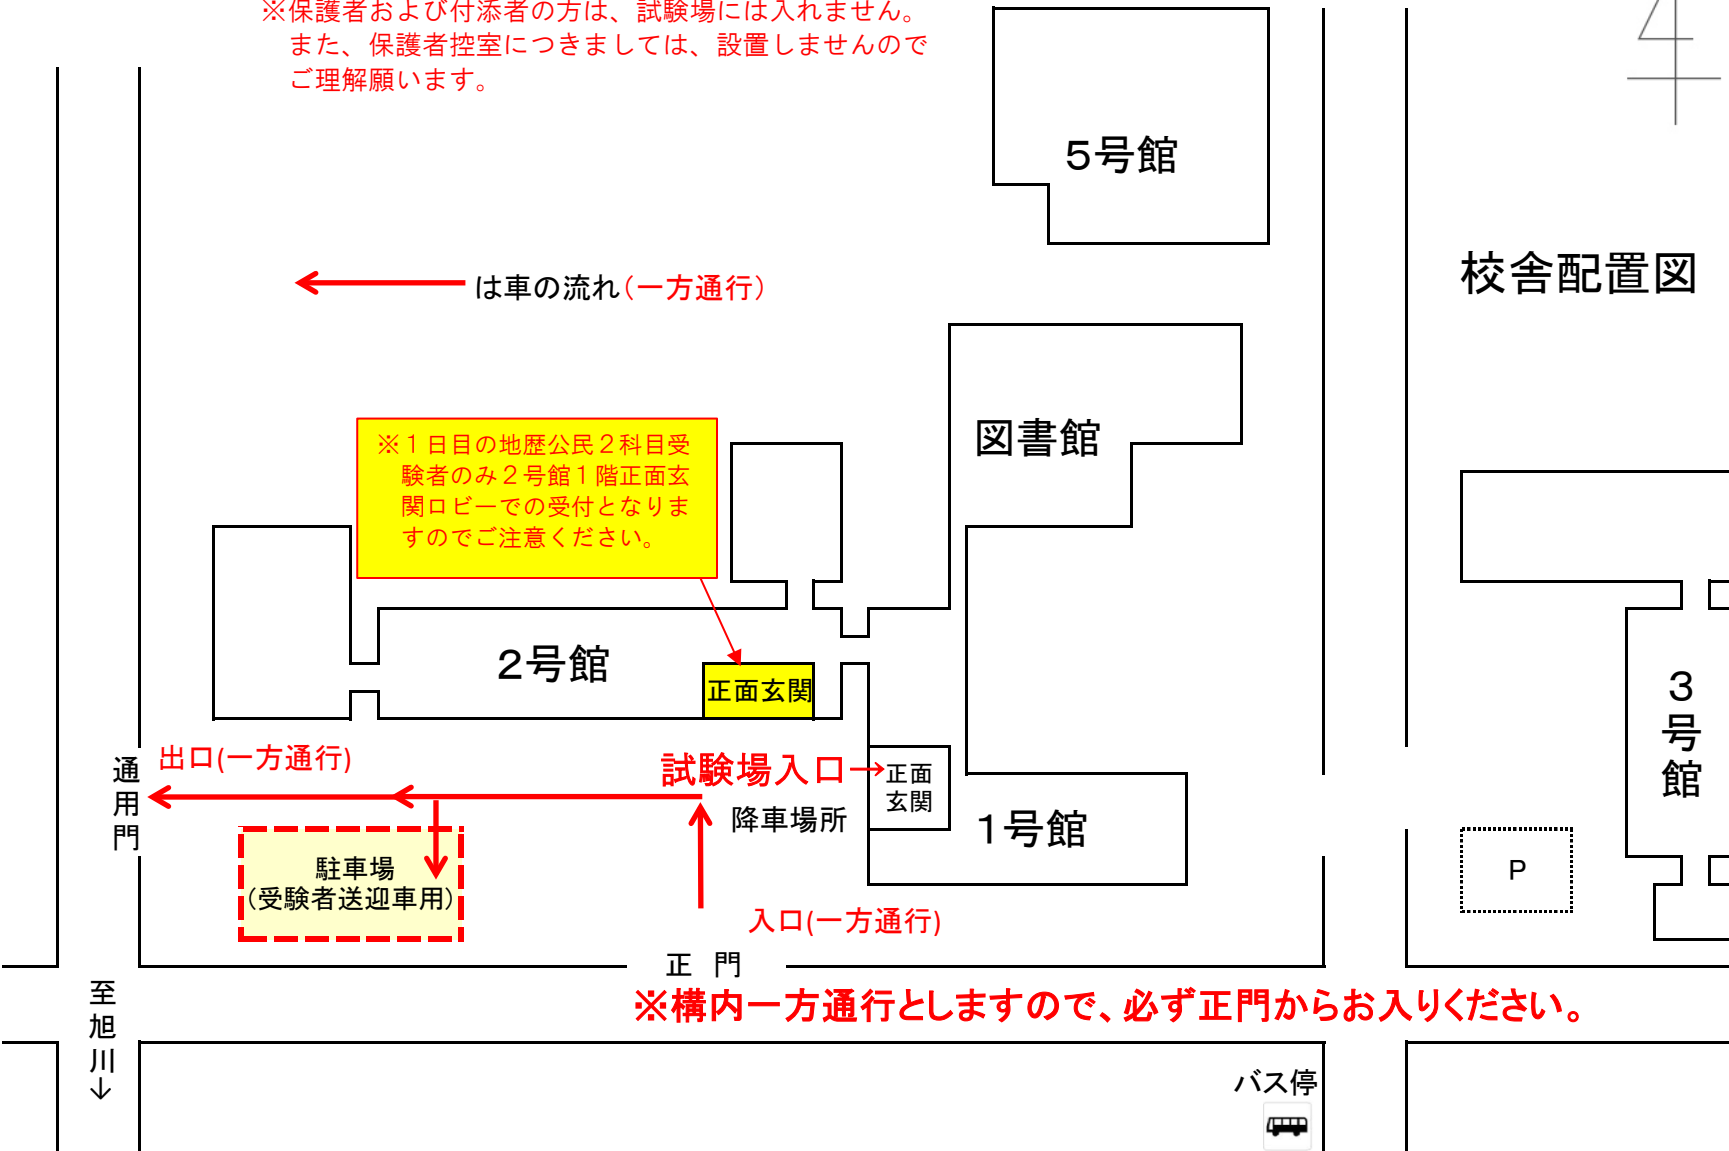 ※保護者および付添者の方は、試験場には入れません。
また、保護者控室につきましては、設置しませんので
ご理解願います。
5号館
校舎配置図
は車の流れ(一方通行)
図書館
※1日目の地歴公民2科目受
験者のみ2号館1階正面玄
関ロビーでの受付となりま
すのでご注意ください。
2号館
正面玄関
3号館
出口(一方通行)
試験場入口→
正面
玄関
通用門
降車場所
1号館
駐車場
(受験者送迎車用)
P
入口(一方通行)
正 門
※構内一方通行としますので、必ず正門からお入りください。
至旭川↓
バス停